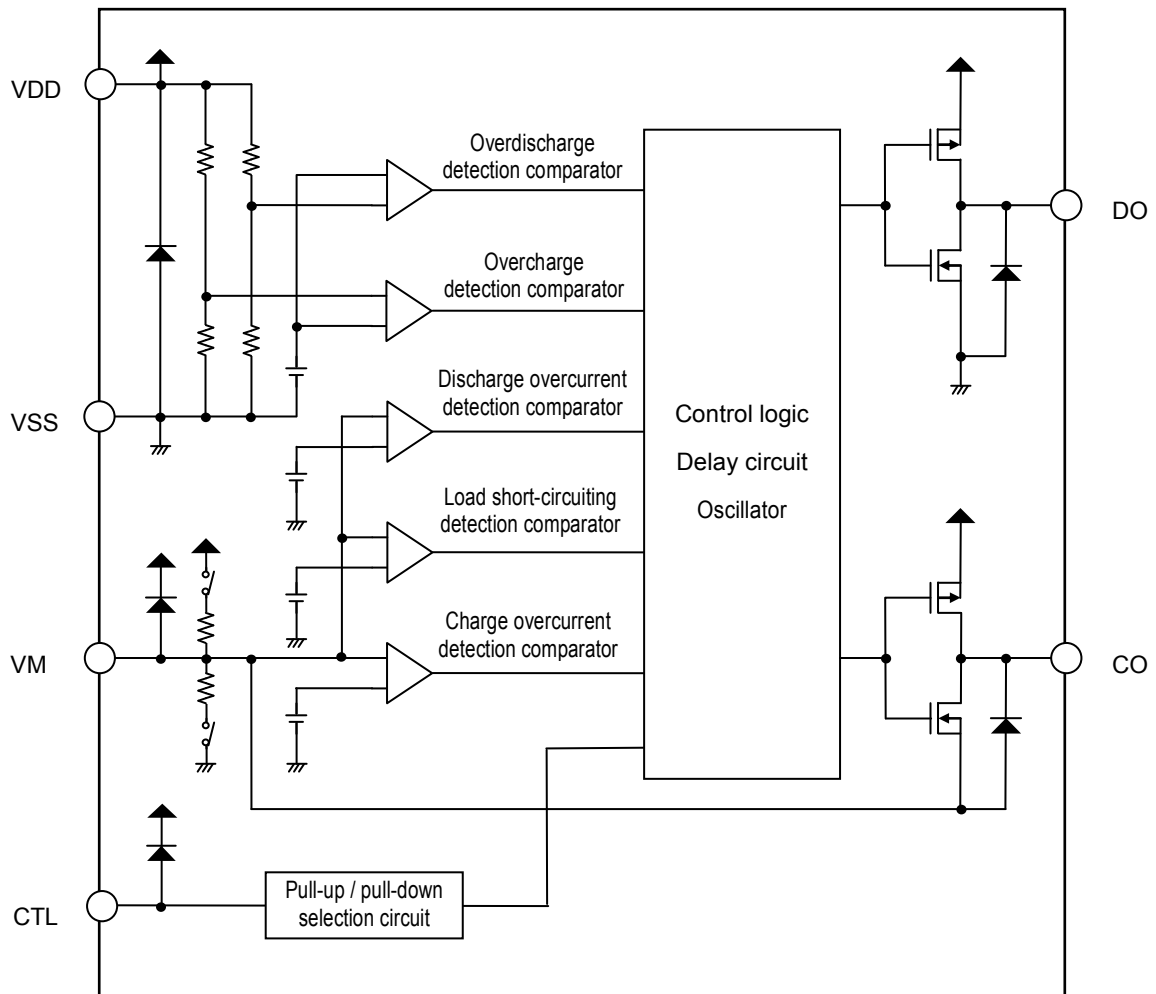 VDD
Overdischarge
detection comparator
DO
Overcharge
detection comparator
Discharge overcurrent
detection comparator
VSS
Control logic
Delay circuit
Oscillator
Load short-circuiting
detection comparator
Charge overcurrent
detection comparator
VM
CO
Pull-up / pull-down
selection circuit
CTL